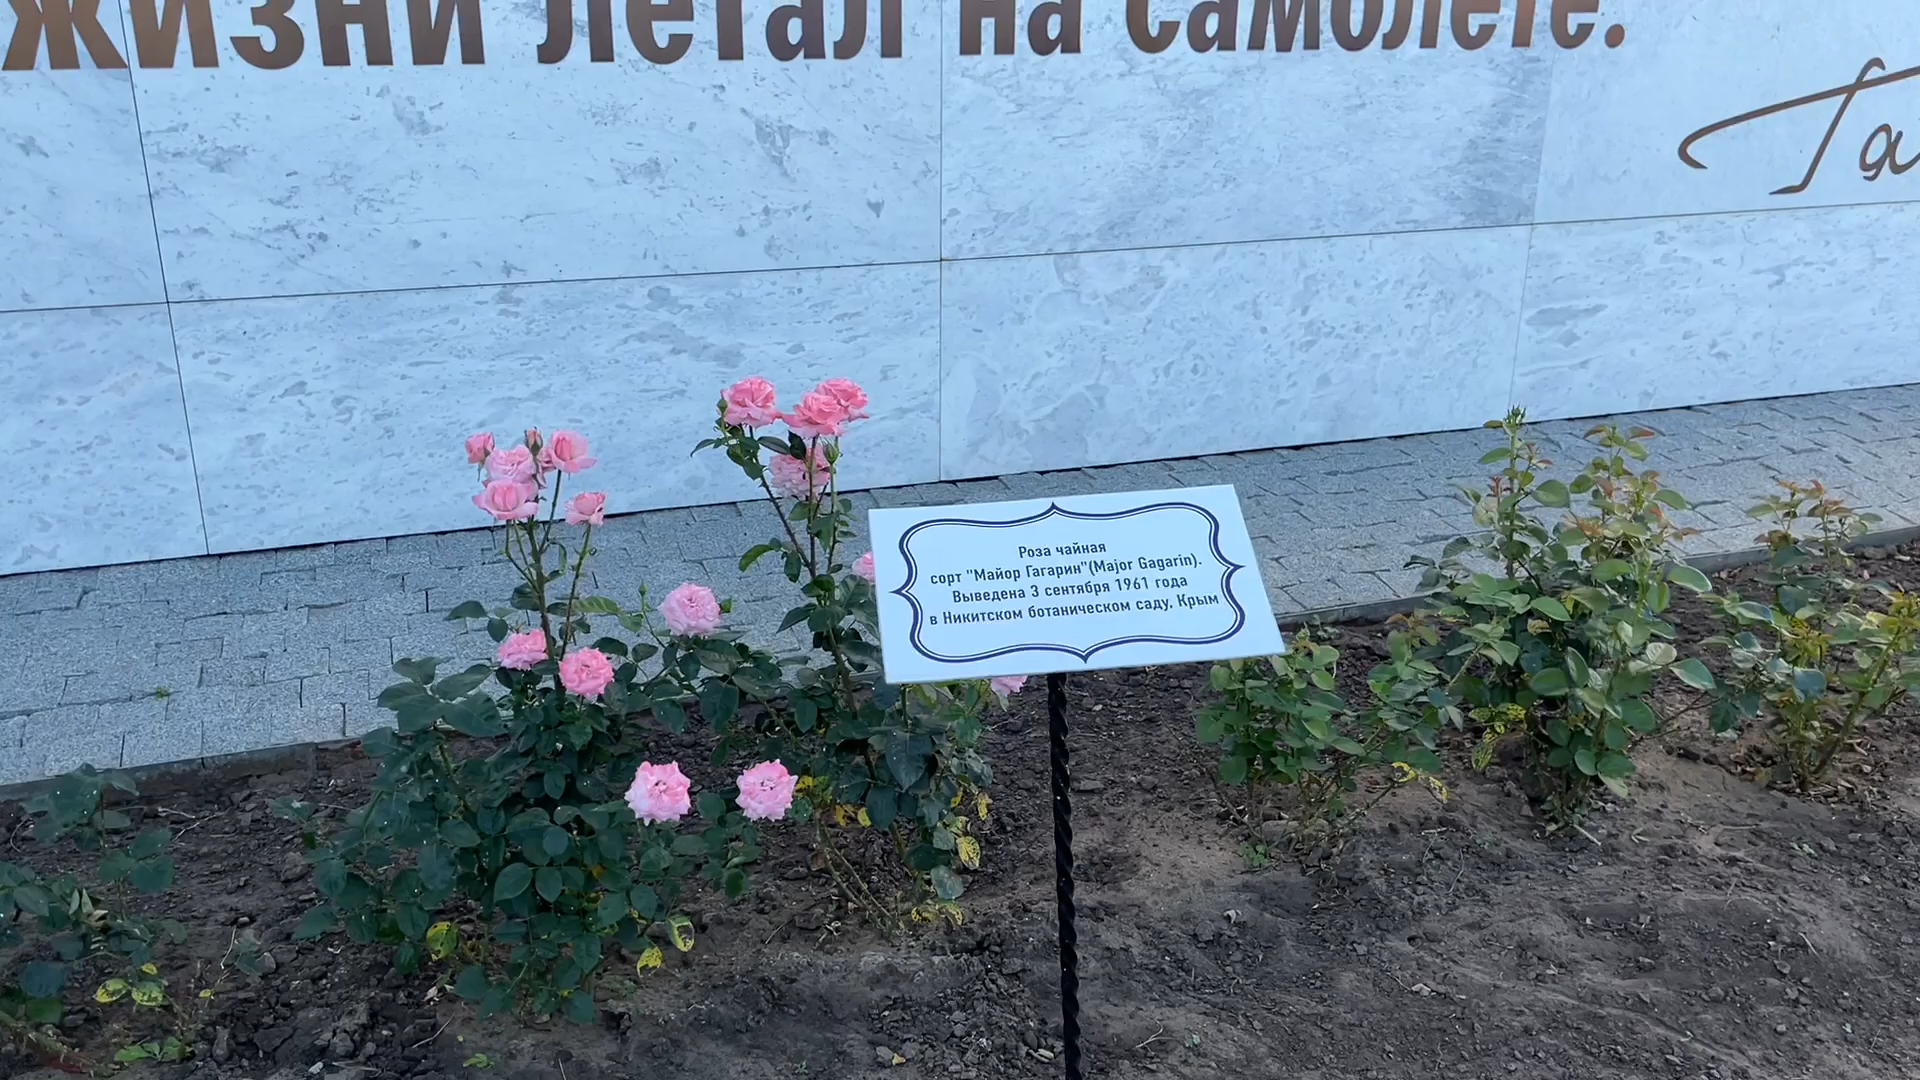 жизни летал на самолете.
Га
Роза чайная
сорт "Майор Гагарин"(Major Gagarin).
Выведена 3 сентября 1961 года
в Никитском ботаническом саду, Крым